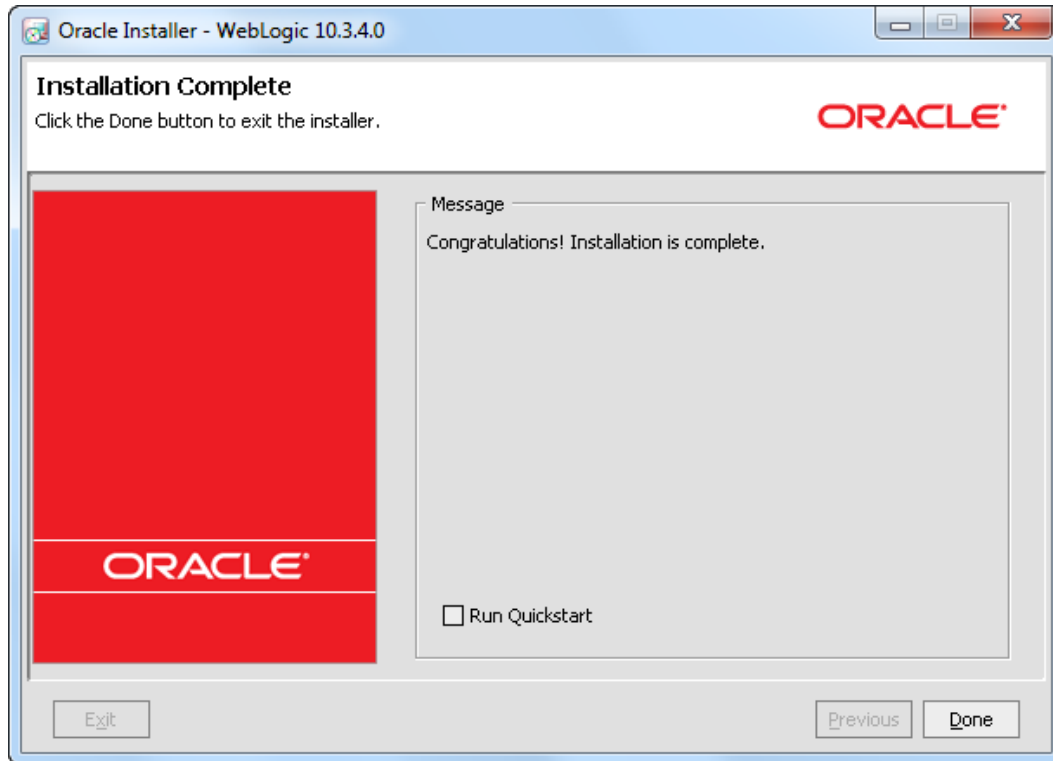 Oracle Installer - WebLogic 10.3.4.0
Installation Complete
Click the Done button to exit the installer.
ORACLE
Message
Congratulations! Installation is complete.
ORACLE
Run Quickstart
Exit
Previous
Done